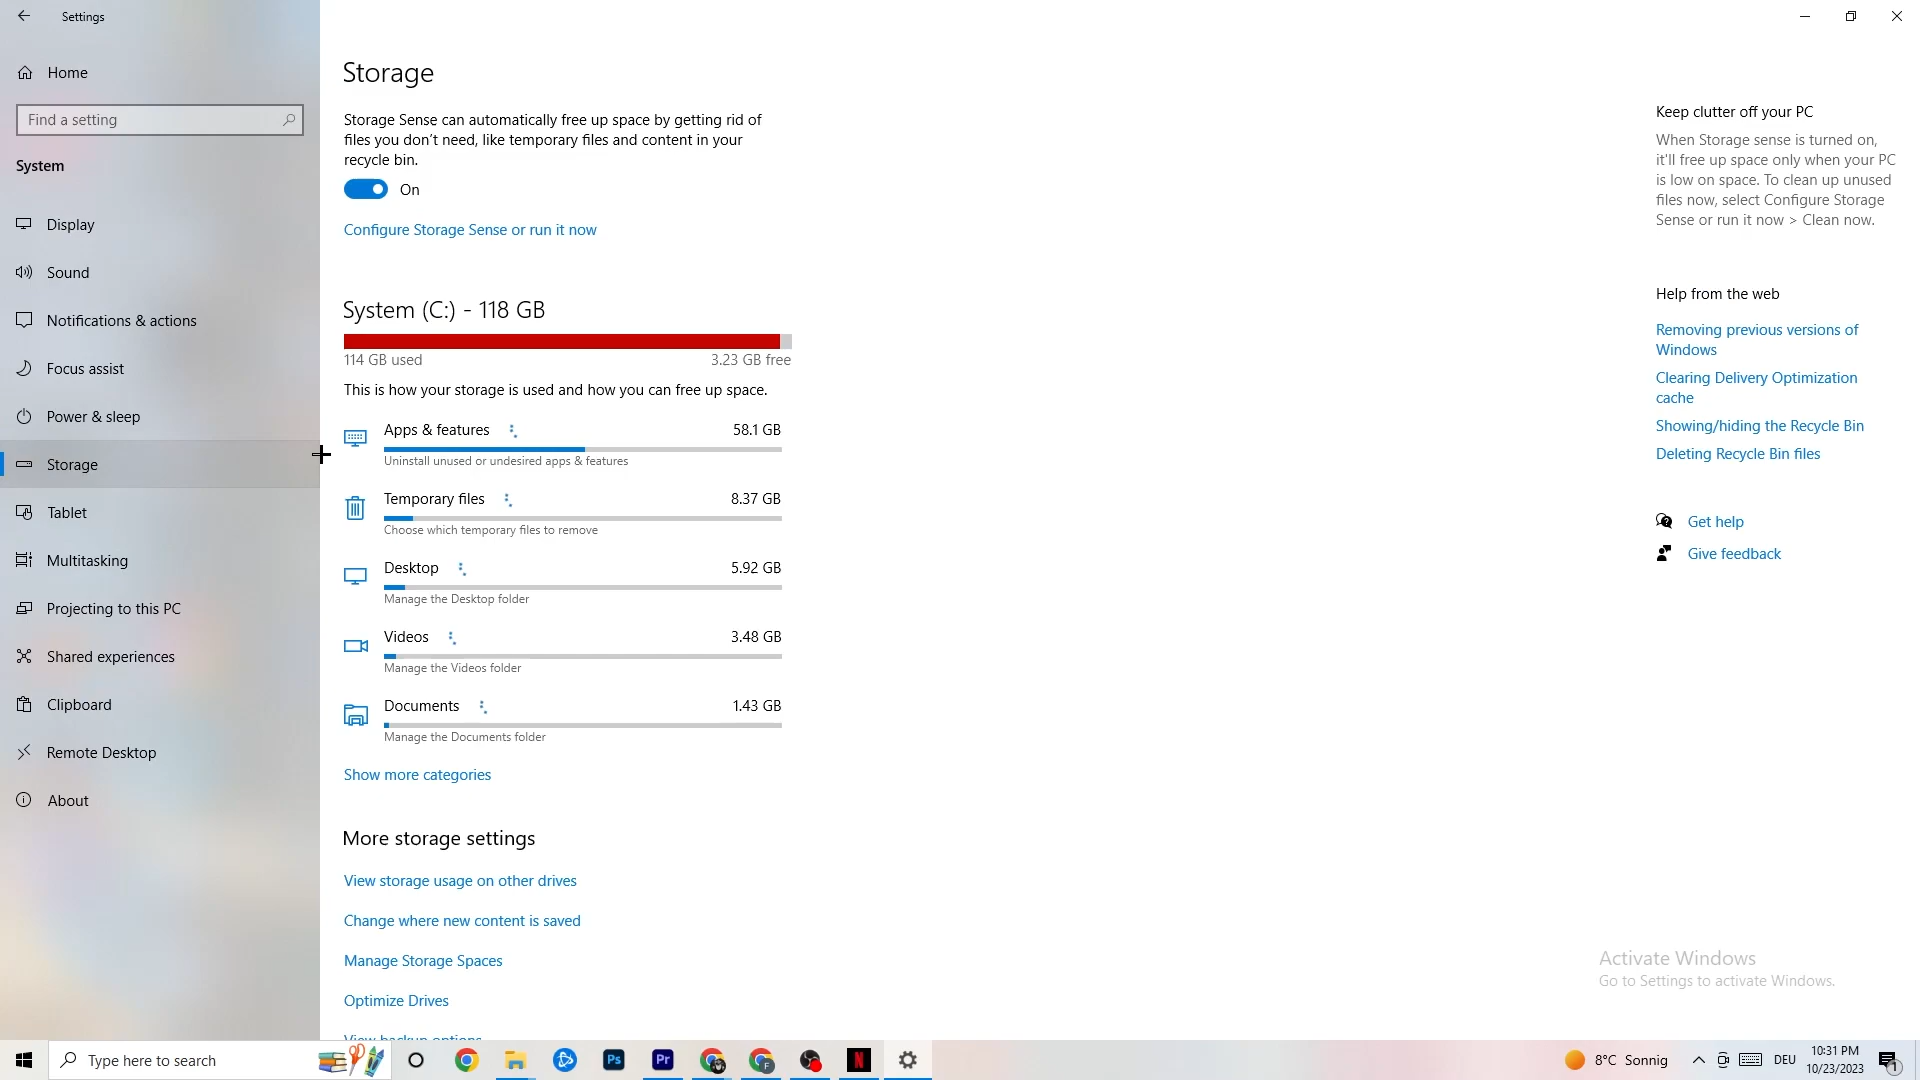 Settings
Home
Find a setting
System
Display
Sound
Notifications & actions
Focus assist
Power & sleep
Storage
Tablet
Multitasking
Projecting to this PC
Shared experiences
Clipboard
Remote Desktop
About
Storage
Storage Sense can automatically free up space by getting rid of
files you don't need, like temporary files and content in your
recycle bin.
On
Configure Storage Sense or run it now
System (C:) - 118 GB
114 GB used
3.23 GB free
This is how your storage is used and how you can free up space.
Apps & features
58.1 GB
Uninstall unused or undesired apps & features
Temporary files
8.37 GB
Choose which temporary files to remove
Desktop
5.92 GB
Manage the Desktop folder
Videos
3.48 GB
Manage the Videos folder
Documents
1.43 GB
Manage the Documents folder
Show more categories
More storage settings
View storage usage on other drives
Change where new content is saved
Manage Storage Spaces
Optimize Drives
View backup options
Keep clutter off your PC
When Storage sense is turned on,
it'll free up space only when your PC
is low on space. To clean up unused
files now, select Configure Storage
Sense or run it now > Clean now.
Help from the web
Removing previous versions of
Windows
Clearing Delivery Optimization
cache
Showing/hiding the Recycle Bin
Deleting Recycle Bin files
Get help
Give feedback
Activate Windows
Go to Settings to activate Windows.
Type here to search
Ps
Pr
F
N
8°C Sonnig
DEU
10:31 PM
10/23/2023
1